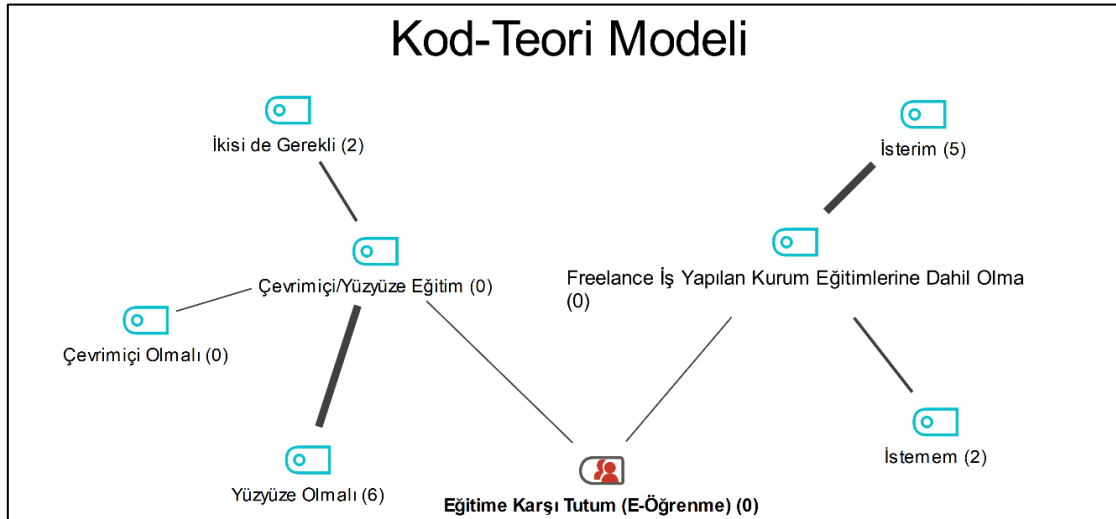 Kod-Teori Modeli
İkisi de Gerekli (2)
İsterim (5)
Çevrimiçi/Yüzyüze Eğitim (0)
Freelance İş Yapılan Kurum Eğitimlerine Dahil Olma
(0)
Çevrimiçi Olmalı (0)
İstemem (2)
Yüzyüze Olmalı (6)
Eğitime Karşı Tutum (E-Öğrenme) (0)